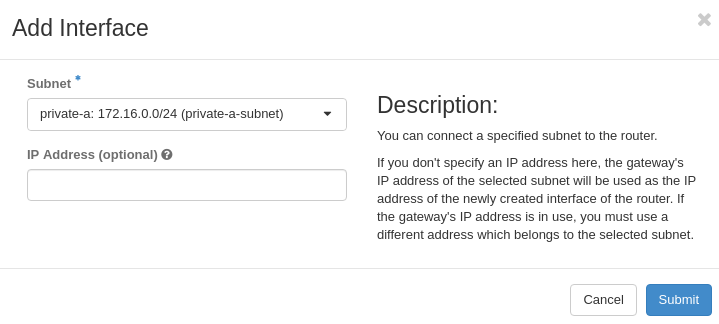 Add Interface
✖
Subnet *
private-a: 172.16.0.0/24 (private-a-subnet)
IP Address (optional)
Description:
You can connect a specified subnet to the router.
If you don't specify an IP address here, the gateway's
IP address of the selected subnet will be used as the IP
address of the newly created interface of the router. If
the gateway's IP address is in use, you must use a
different address which belongs to the selected subnet.
Cancel
Submit